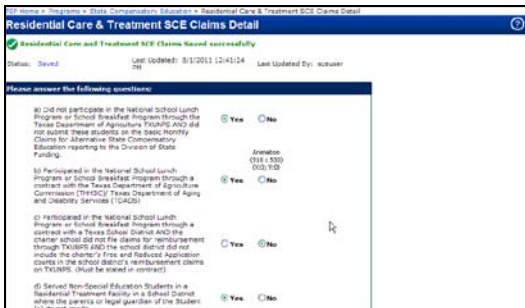 FSF Home > Programs > State Compensatory Education > Residential Care & Treatment SCE Claims Detail
Residential Care & Treatment SCE Claims Detail
Residential Care and Treatment SCE Claims Saved successfully
Status: Saved
Last Updated: 8/1/2011 12:41:24 PM
Last Updated By: sceuser
Please answer the following questions:
a) Did not participate in the National School Lunch
Program or School Breakfast Program through the
Texas Department of Agriculture TXUNPS AND did
not submit these students on the Basic Monthly
Claims for Alternative State Compensatory
Education reporting to the Division of State
Funding.
Yes No
Animation
(910 x 530)
b) Participated in the National School Lunch
Program or School Breakfast Program through a
contract with the Texas Department of Agriculture
Commission (THHSC)/ Texas Department of Aging
and Disability Services (TDADS)
Yes No
c) Participated in the National School Lunch
Program or School Breakfast Program through a
contract with a Texas School District AND the
charter school did not file claims for reimbursement
through TXUNPS AND the school district did not
include the charter's Free and Reduced Application
counts in the school district's reimbursement claims
on TXUNPS. (Must be stated in contract)
Yes No
d) Served Non-Special Education Students in a
Residential Treatment Facility in a School District
where the parents or legal guardian of the Student
Yes No